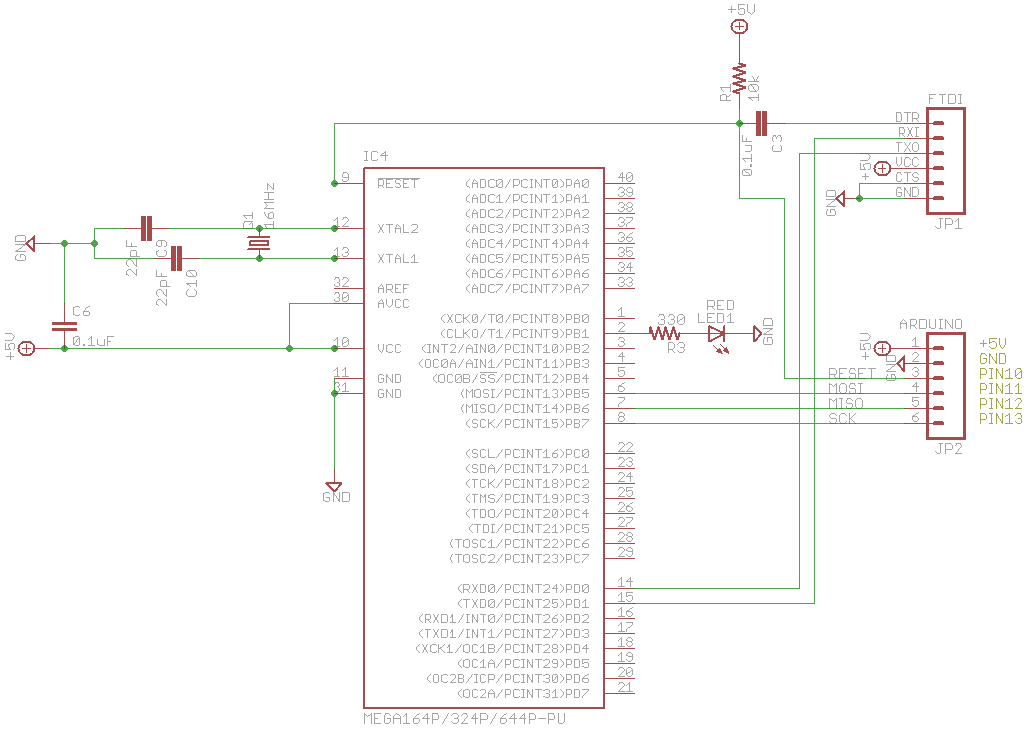 +5V
R1
10k
FTDI
DTR
RXI
TXO
VCC
CTS
GND
+5V
GND
JP1
0.1uF
C3
IC4
MEGA164P/324P/644P-PU
9
RESET
12
XTAL2
13
XTAL1
32
AREF
30
AVCC
10
VCC
11
GND
31
GND
(ADC0/PCINT0)PA0
40
(ADC1/PCINT1)PA1
39
(ADC2/PCINT2)PA2
38
(ADC3/PCINT3)PA3
37
(ADC4/PCINT4)PA4
36
(ADC5/PCINT5)PA5
35
(ADC6/PCINT6)PA6
34
(ADC7/PCINT7)PA7
33
(XCK0/T0/PCINT8)PB0
1
(CLKO/T1/PCINT9)PB1
2
(INT2/AIN0/PCINT10)PB2
3
(OC0A/AIN1/PCINT11)PB3
4
(OC0B/SS/PCINT12)PB4
5
(MOSI/PCINT13)PB5
6
(MISO/PCINT14)PB6
7
(SCK/PCINT15)PB7
8
(SCL/PCINT16)PC0
22
(SDA/PCINT17)PC1
23
(TCK/PCINT18)PC2
24
(TMS/PCINT19)PC3
25
(TDO/PCINT20)PC4
26
(TDI/PCINT21)PC5
27
(TOSC1/PCINT22)PC6
28
(TOSC2/PCINT23)PC7
29
(RXD0/PCINT24)PD0
14
(TXD0/PCINT25)PD1
15
(RXD1/INT0/PCINT26)PD2
16
(TXD1/INT1/PCINT27)PD3
17
(XCK1/OC1B/PCINT28)PD4
18
(OC1A/PCINT29)PD5
19
(OC2B/ICP/PCINT30)PD6
20
(OC2A/PCINT31)PD7
21
Q1
16MHz
GND
22pF
C9
22pF
C10
C6
0.1uF
+5V
GND
330
R3
RED
LED1
GND
ARDUINO
+5V
GND
RESET
MOSI
MISO
SCK
1
2
3
4
5
6
+5V
GND
PIN10
PIN11
PIN12
PIN13
JP2